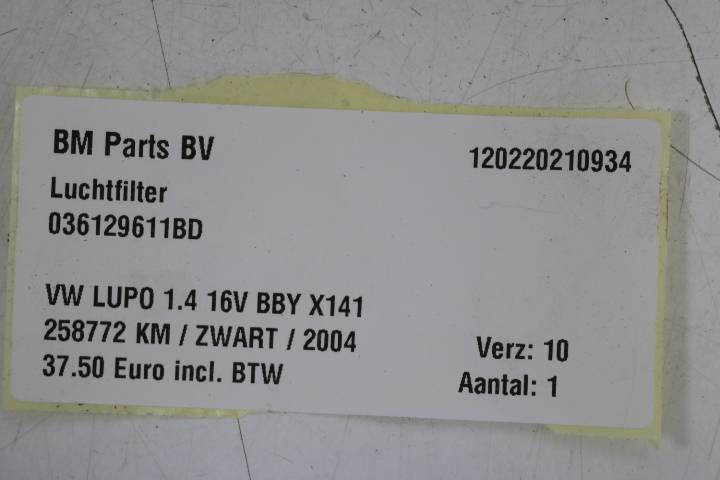 BM Parts BV
120220210934
Luchtfilter
036129611BD
VW LUPO 1.4 16V BBY X141
258772 KM / ZWART / 2004
37.50 Euro incl. BTW
Verz: 10
Aantal: 1